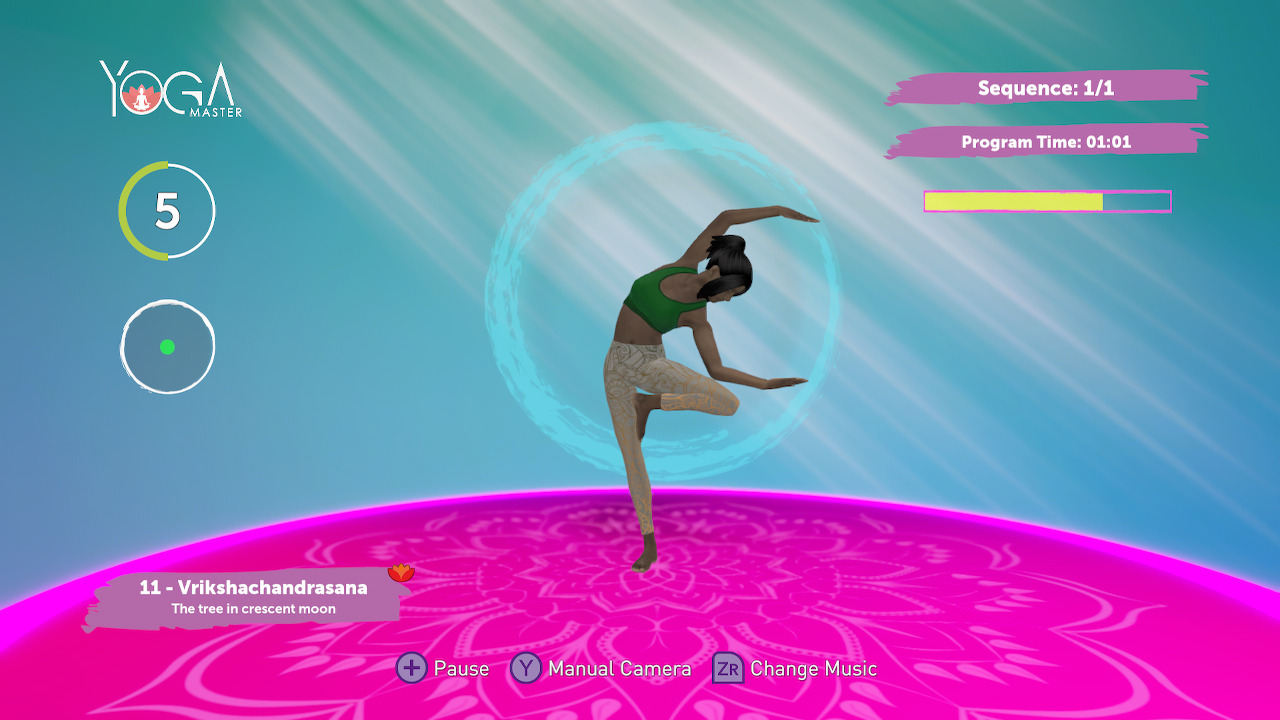 YOGA
MASTER
Sequence: 1/1
Program Time: 01:01
5
11 - Vrikshachandrasana
The tree in crescent moon
+ Pause
Y Manual Camera
ZR Change Music